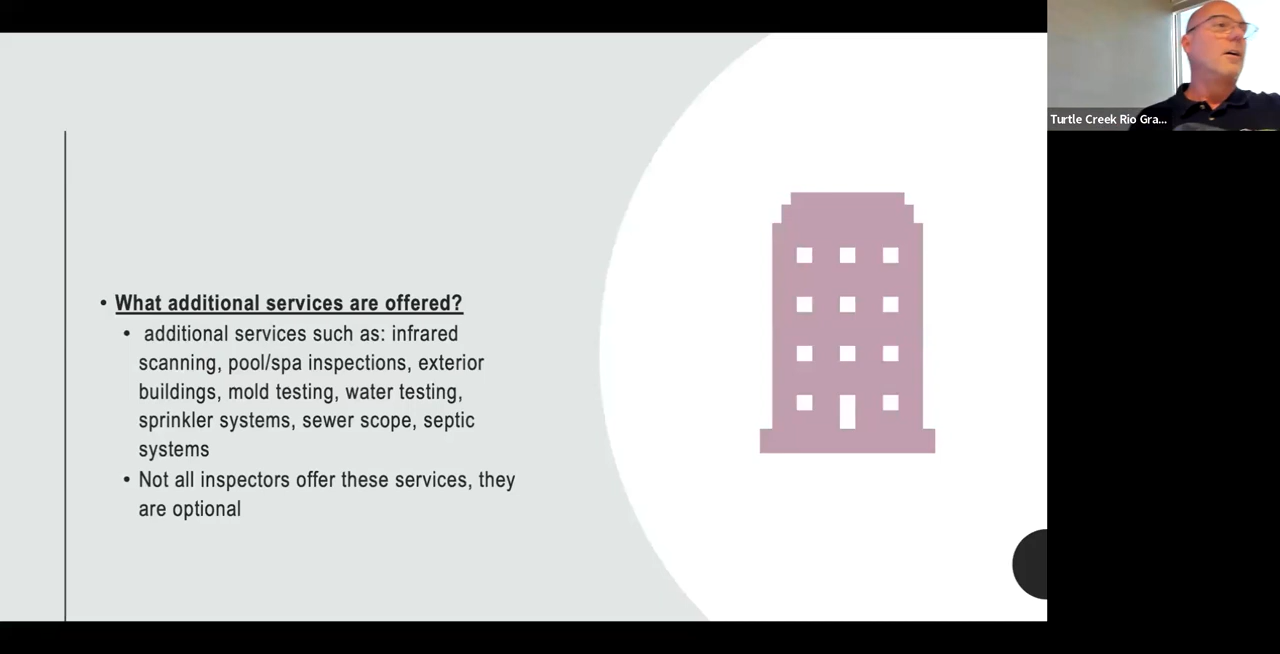 • What additional services are offered?
• additional services such as: infrared
scanning, pool/spa inspections, exterior
buildings, mold testing, water testing,
sprinkler systems, sewer scope, septic
systems
• Not all inspectors offer these services, they
are optional
Turtle Creek Rio Gra...